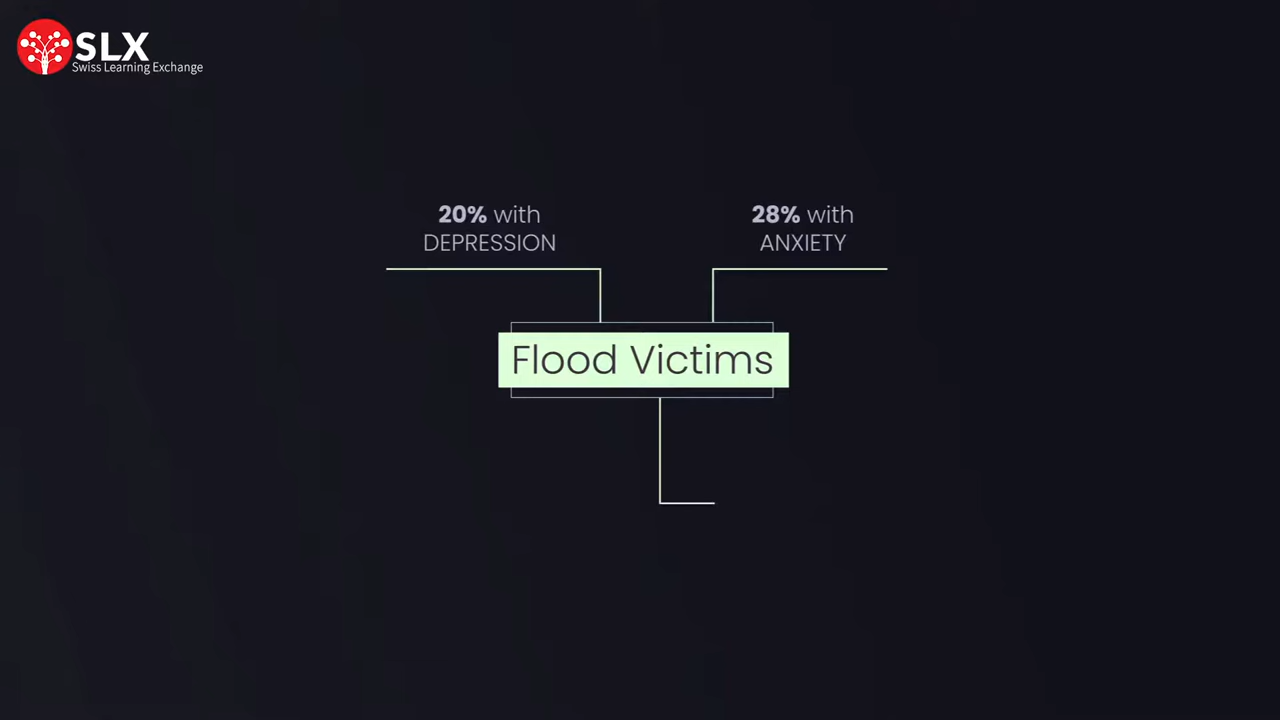 SLX
Swiss Learning Exchange
20% with
DEPRESSION
28% with
ANXIETY
Flood Victims